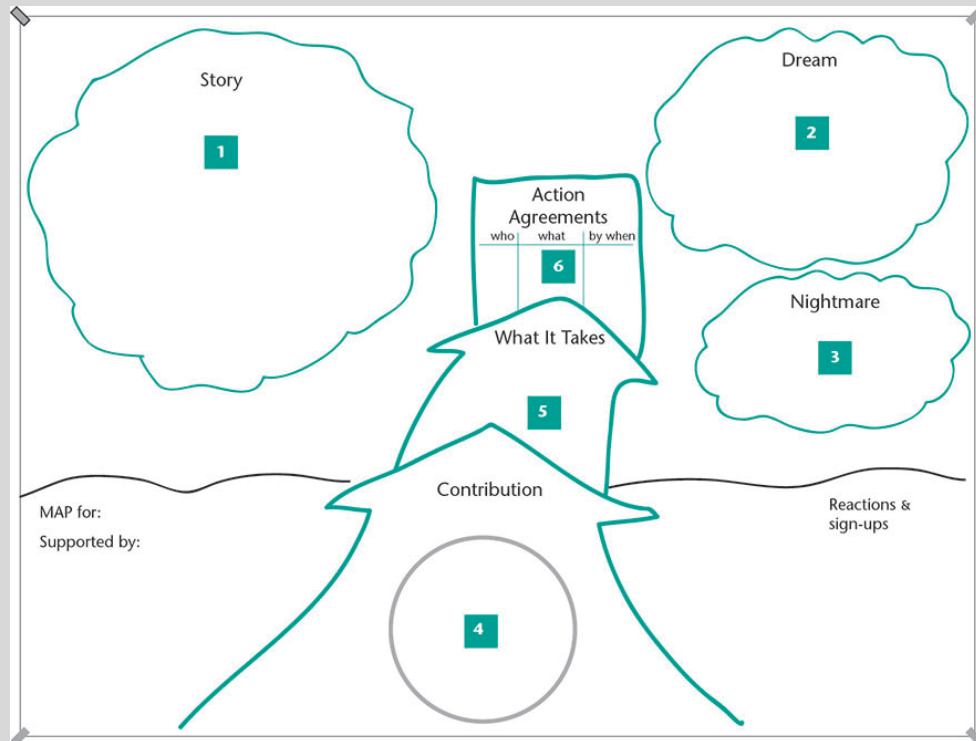 Story
1
Dream
2
Action
Agreements
who what by when
6
Nightmare
3
What It Takes
5
Contribution
4
MAP for:
Supported by:
Reactions &
sign-ups